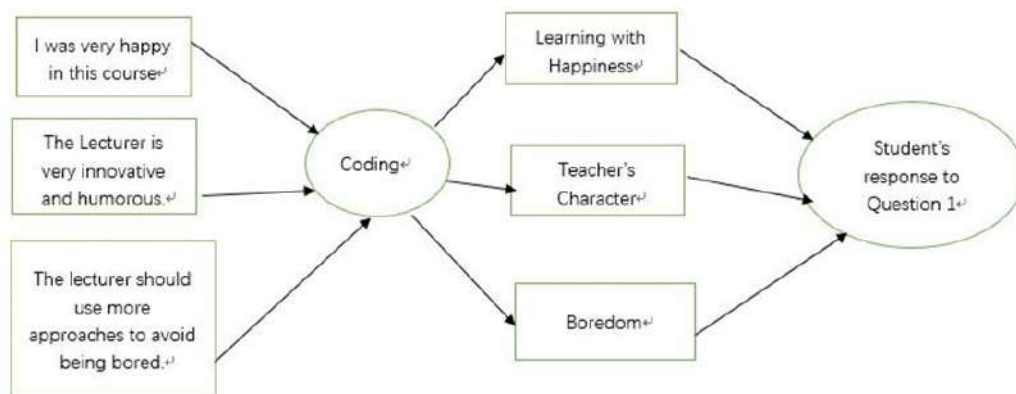 I was very happy
in this course↵
The Lecturer is
very innovative
and humorous.↵
The lecturer should
use more
approaches to avoid
being bored.↵
Coding↵
Learning with
Happiness↵
Teacher's
Character↵
Boredom↵
Student's
response to
Question 1↵